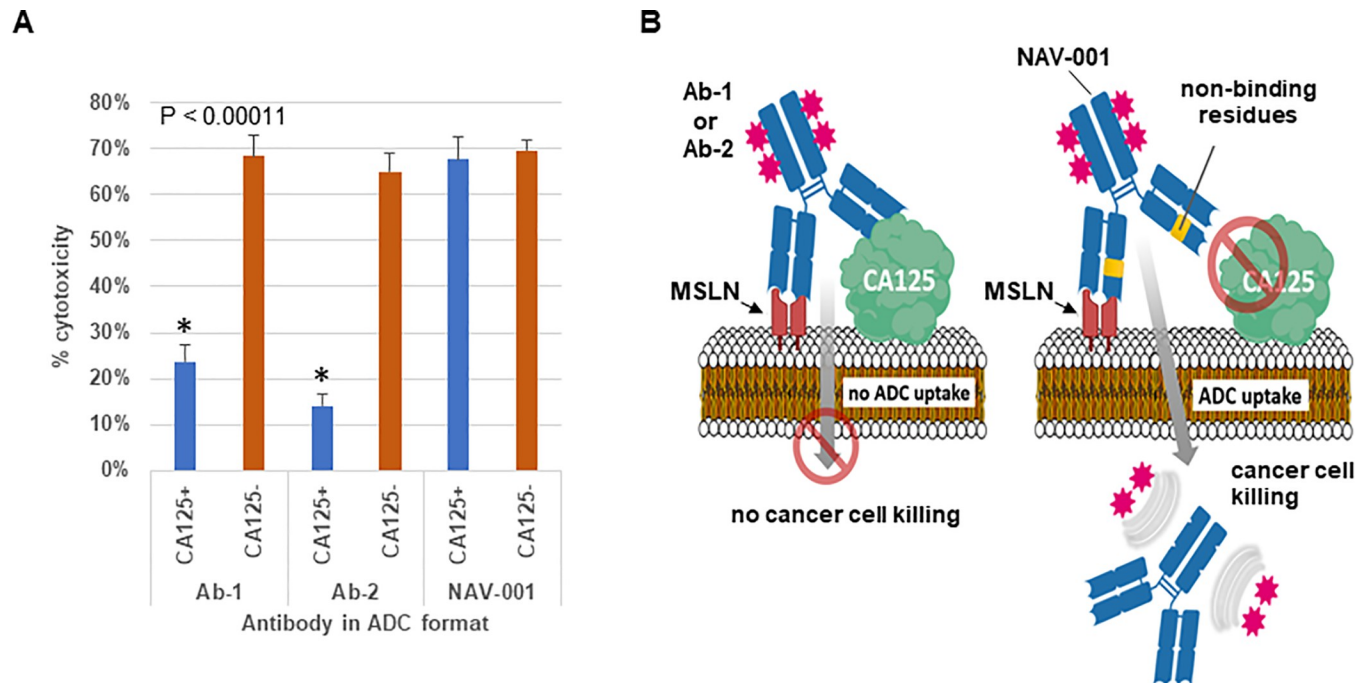 A
P < 0.00011
80%
70%
60%
50%
40%
30%
20%
10%
0%
% cytotoxicity
*
*
CA125+
CA125-
CA125+
CA125-
CA125+
CA125-
Ab-1
Ab-2
NAV-001
Antibody in ADC format
B
Ab-1
or
Ab-2
MSLN
CA125
no ADC uptake
no cancer cell killing
NAV-001
non-binding
residues
MSLN
CA125
ADC uptake
cancer cell
killing